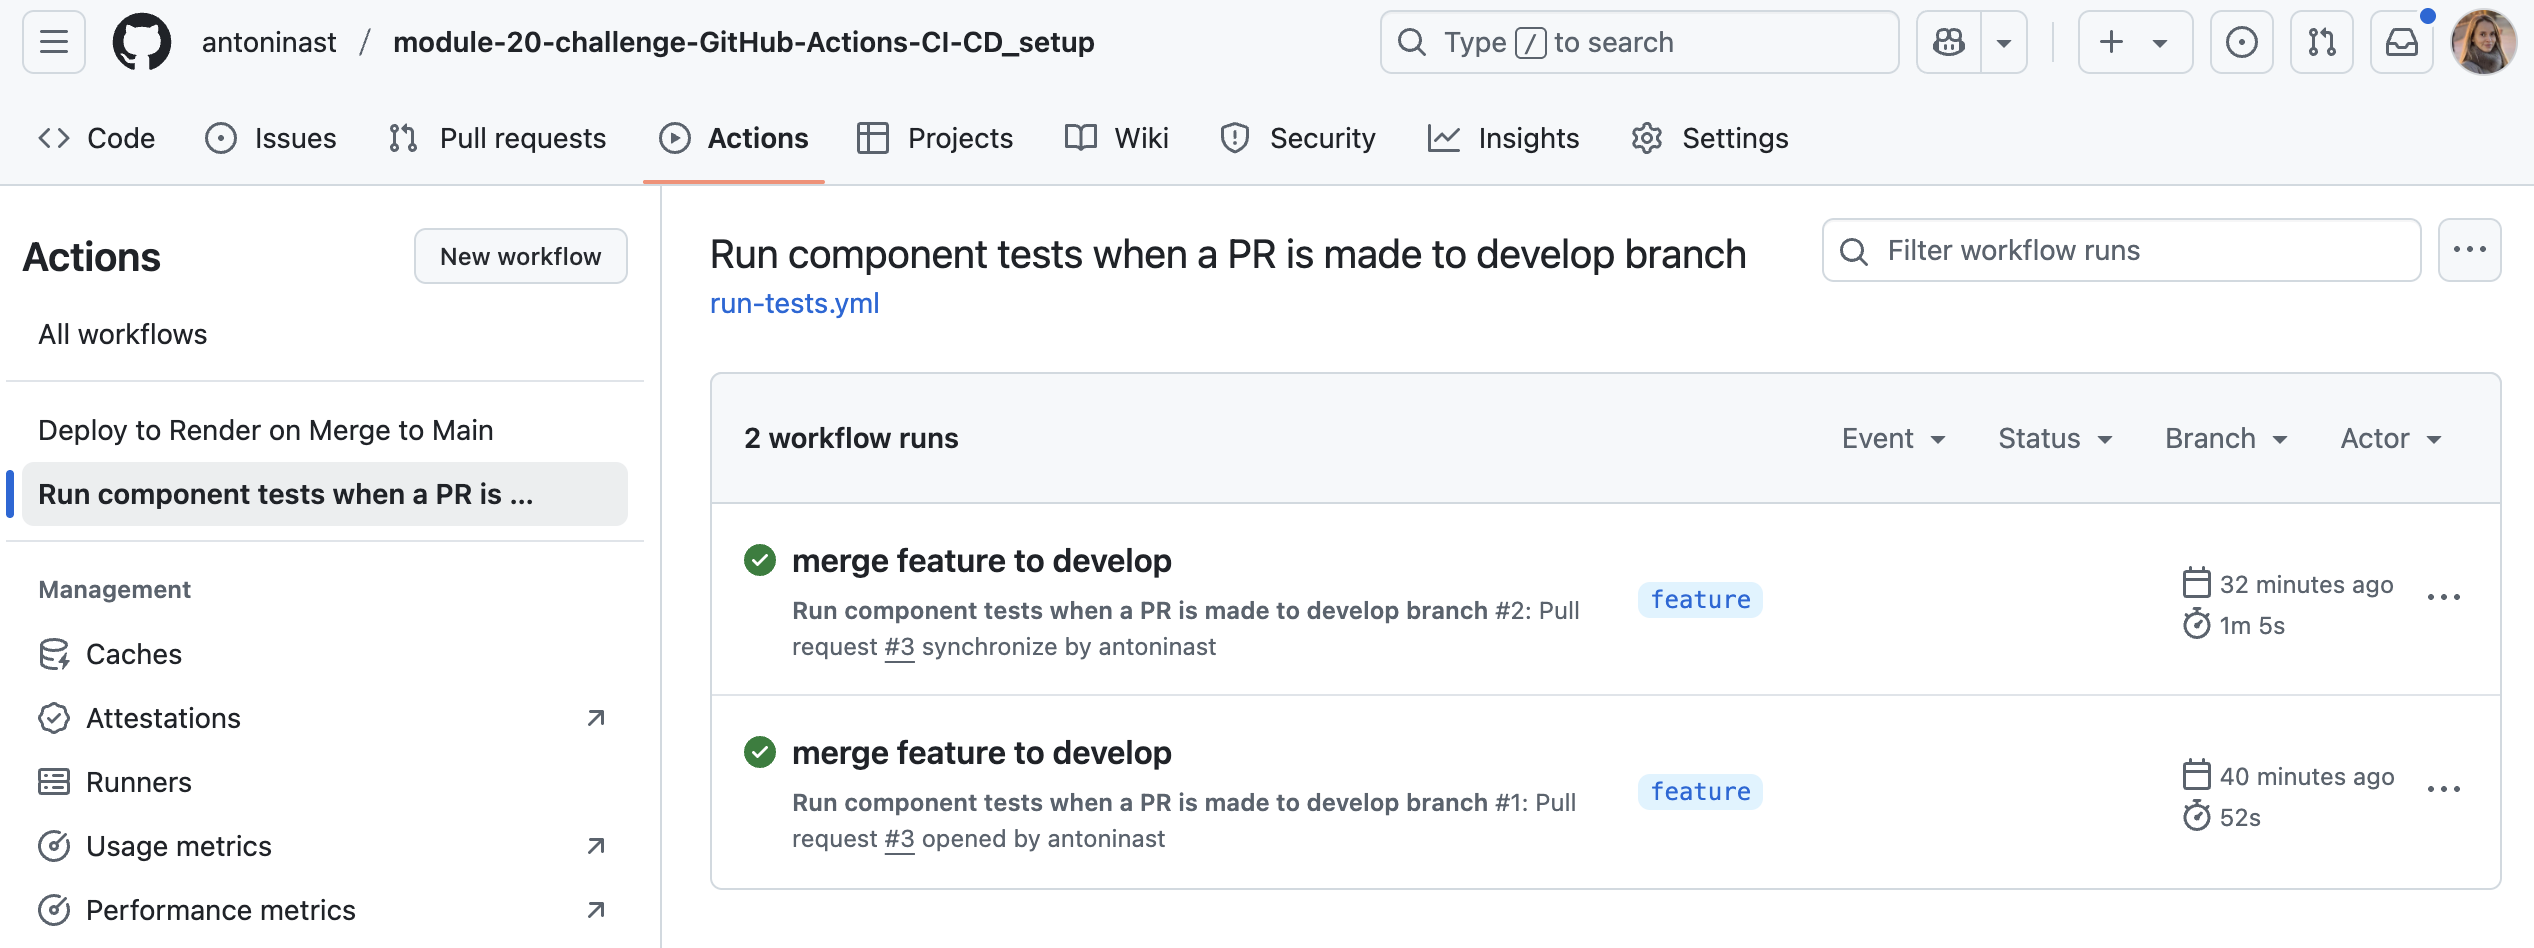 antoninast / module-20-challenge-GitHub-Actions-CI-CD_setup
Type / to search
Code
Issues
Pull requests
Actions
Projects
Wiki
Security
Insights
Settings
Actions
New workflow
All workflows
Deploy to Render on Merge to Main
Run component tests when a PR is ...
Management
Caches
Attestations
Runners
Usage metrics
Performance metrics
Run component tests when a PR is made to develop branch
run-tests.yml
Filter workflow runs
2 workflow runs
Event
Status
Branch
Actor
merge feature to develop
Run component tests when a PR is made to develop branch #2: Pull
request #3 synchronize by antoninast
feature
32 minutes ago
1m 5s
merge feature to develop
Run component tests when a PR is made to develop branch #1: Pull
request #3 opened by antoninast
feature
40 minutes ago
52s